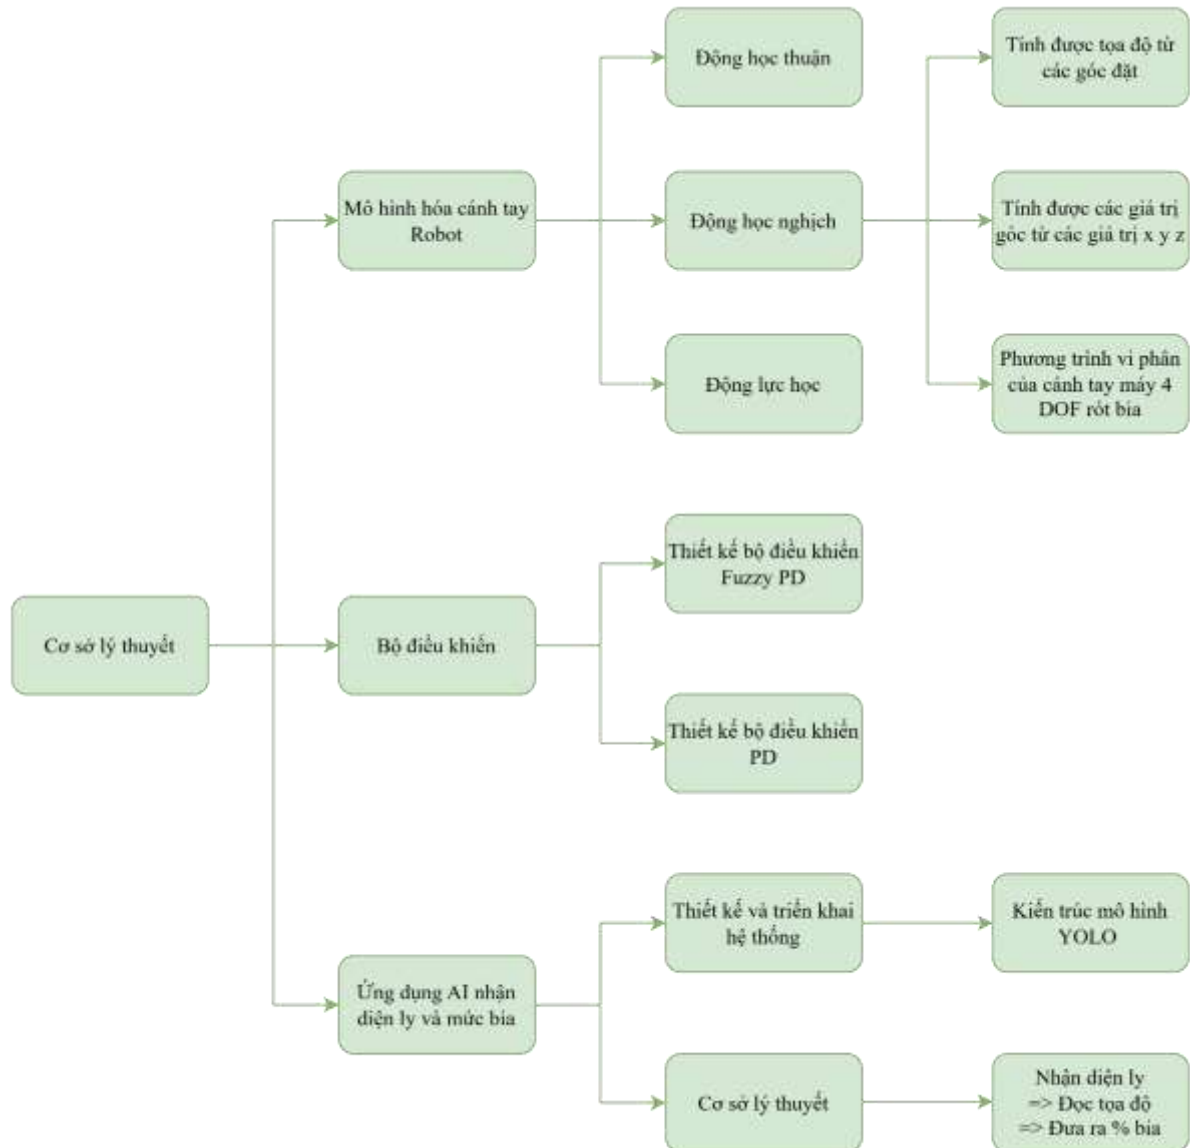 Động học thuận
Tính được tọa độ từ
các góc đặt
Mô hình hóa cánh tay
Robot
Động học nghịch
Tính được các giá trị
góc từ các giá trị x y z
Động lực học
Phương trình vi phân
của cánh tay máy 4
DOF rót bia
Thiết kế bộ điều khiển
Fuzzy PD
Cơ sở lý thuyết
Bộ điều khiển
Thiết kế bộ điều khiển
PD
Thiết kế và triển khai
hệ thống
Kiến trúc mô hình
YOLO
Ứng dụng AI nhận
diện ly và mức bia
Cơ sở lý thuyết
Nhận diện ly
=> Đọc tọa độ
=> Đưa ra % bia